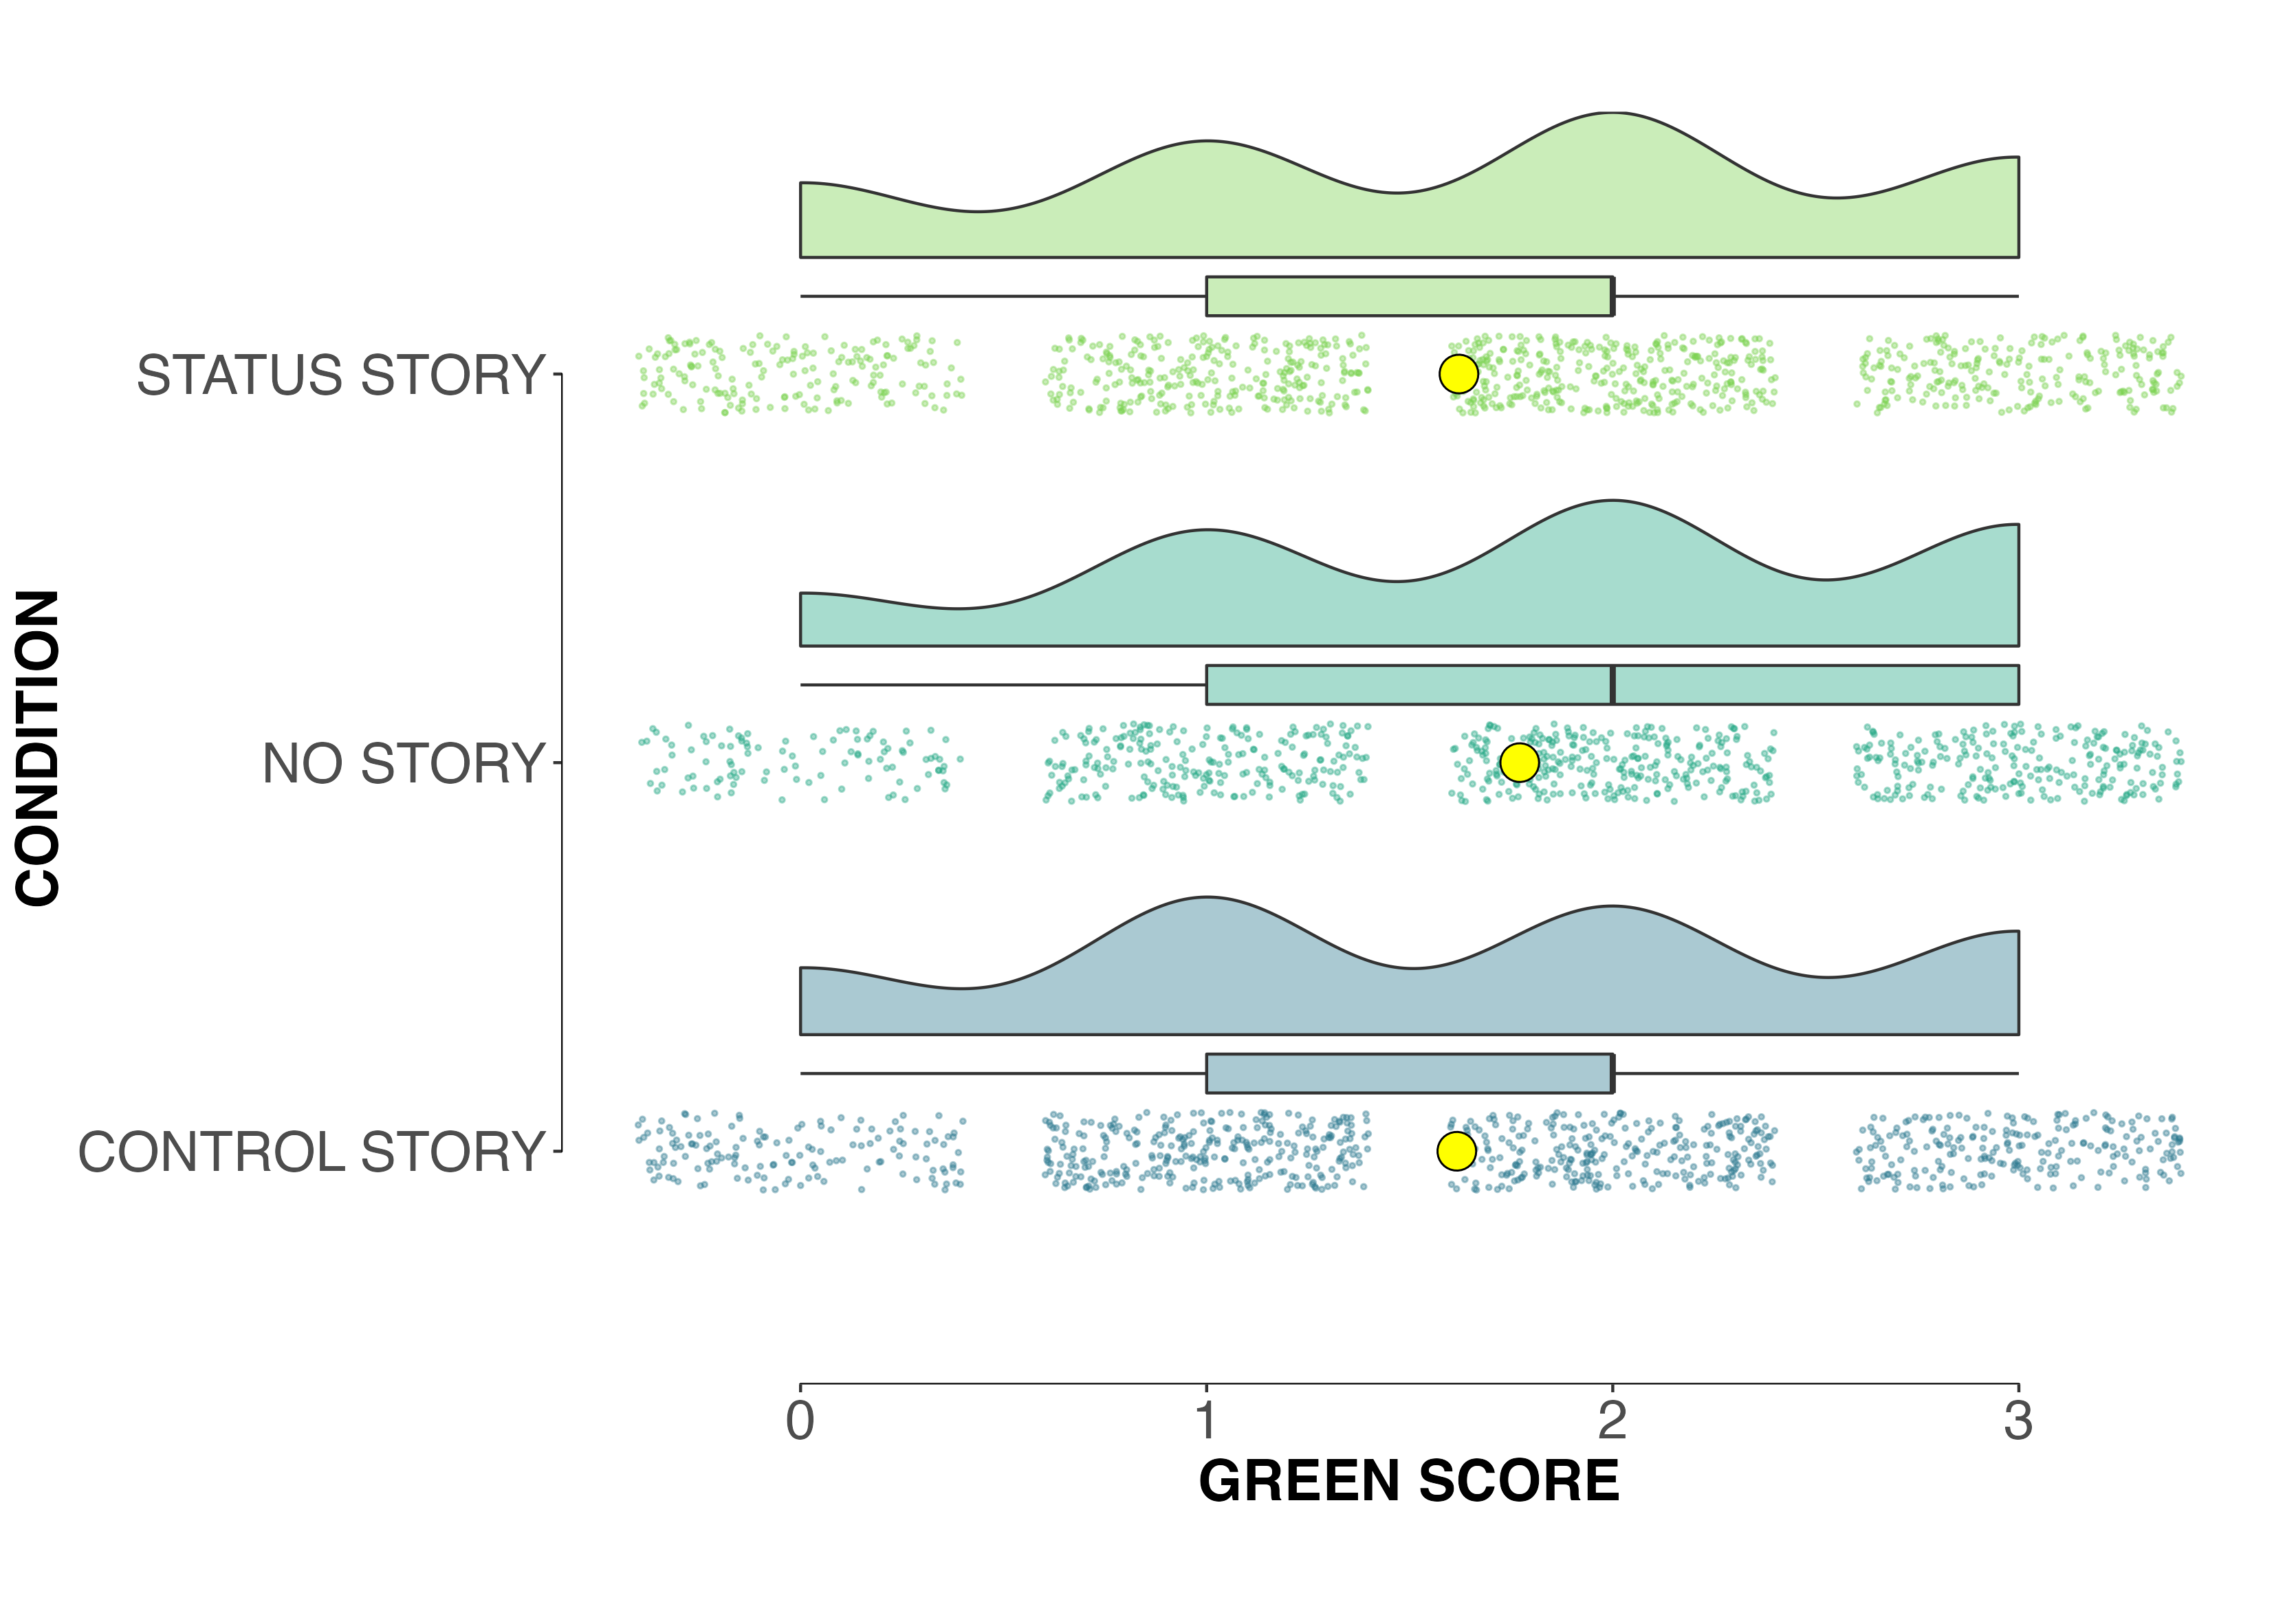 STATUS STORY
NO STORY
CONTROL STORY
CONDITION
0 1 2 3
GREEN SCORE